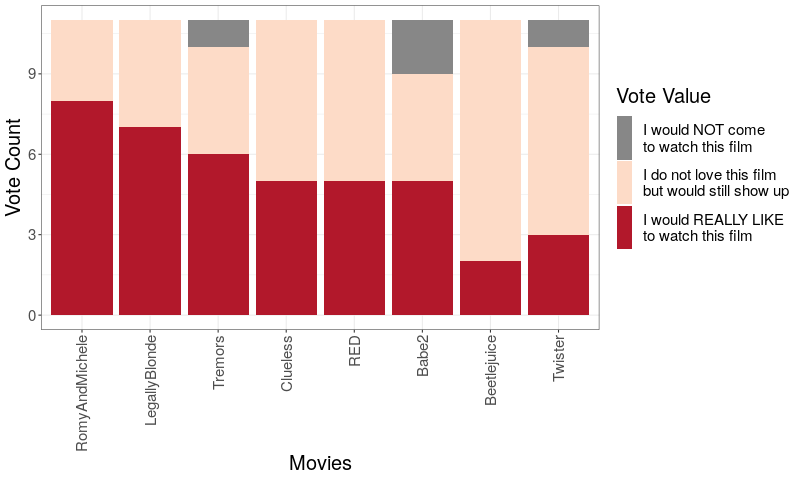 Vote Count
9
6
3
0
RomyAndMichele
LegallyBlonde
Tremors
Clueless
RED
Babe2
Beetlejuice
Twister
Movies
Vote Value
I would NOT come
to watch this film
I do not love this film
but would still show up
I would REALLY LIKE
to watch this film